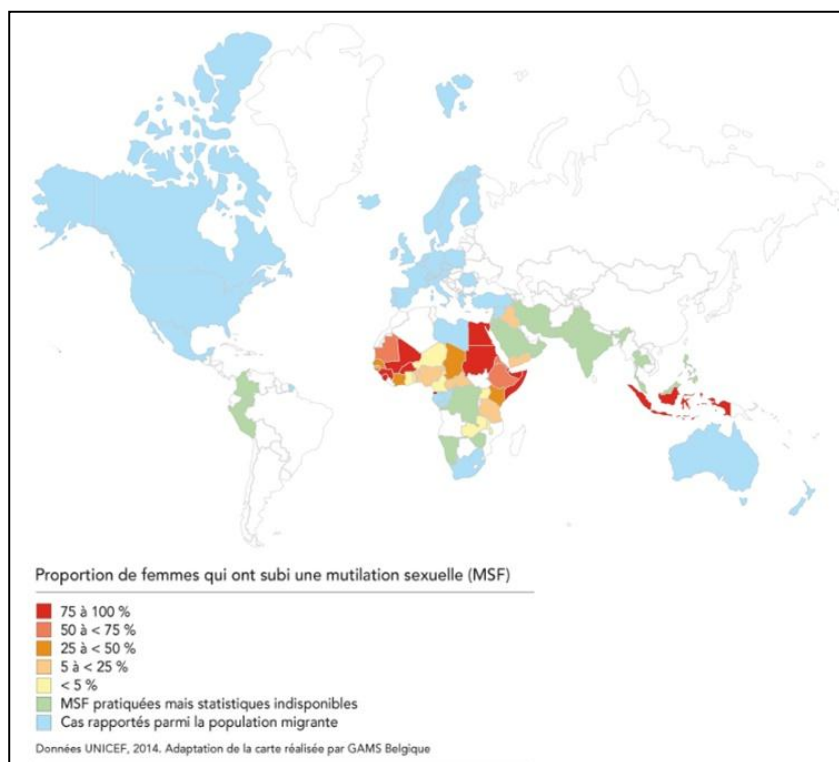 Proportion de femmes qui ont subi une mutilation sexuelle (MSF)
75 à 100 %
50 à < 75 %
25 à < 50 %
5 à < 25 %
< 5 %
MSF pratiquées mais statistiques indisponibles
Cas rapportés parmi la population migrante
Données UNICEF, 2014. Adaptation de la carte réalisée par GAMS Belgique